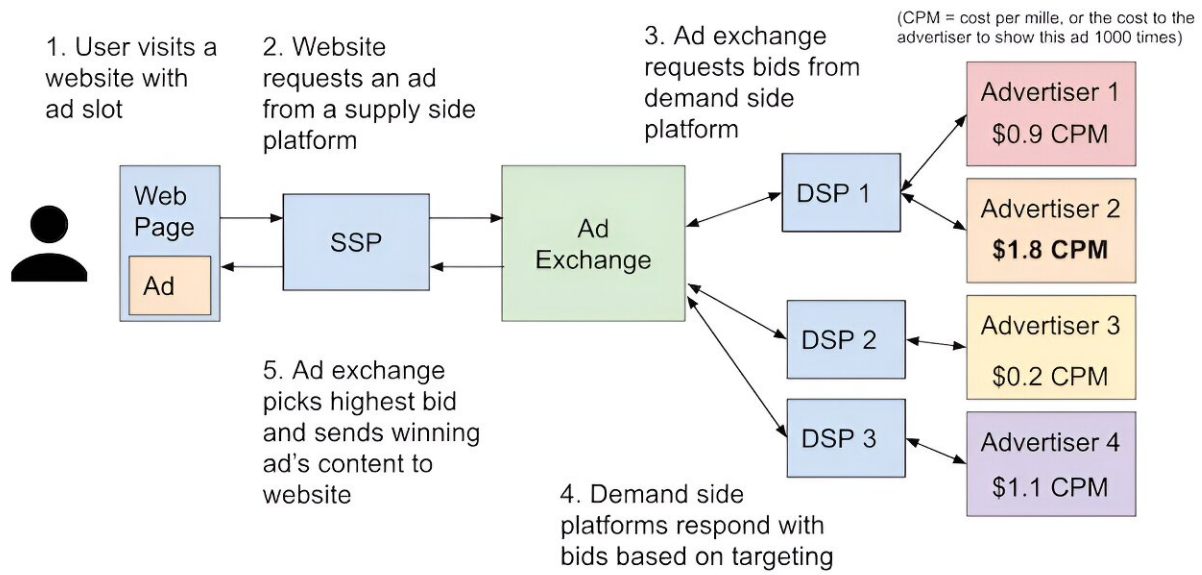 1. User visits a
website with
ad slot
2. Website
requests an ad
from a supply side
platform
3. Ad exchange
requests bids from
demand side
platform
(CPM = cost per mille, or the cost to the
advertiser to show this ad 1000 times)
Web
Page
Ad
SSP
Ad
Exchange
DSP 1
DSP 2
DSP 3
Advertiser 1
$0.9 CPM
Advertiser 2
$1.8 CPM
Advertiser 3
$0.2 CPM
Advertiser 4
$1.1 CPM
5. Ad exchange
picks highest bid
and sends winning
ad's content to
website
4. Demand side
platforms respond with
bids based on targeting